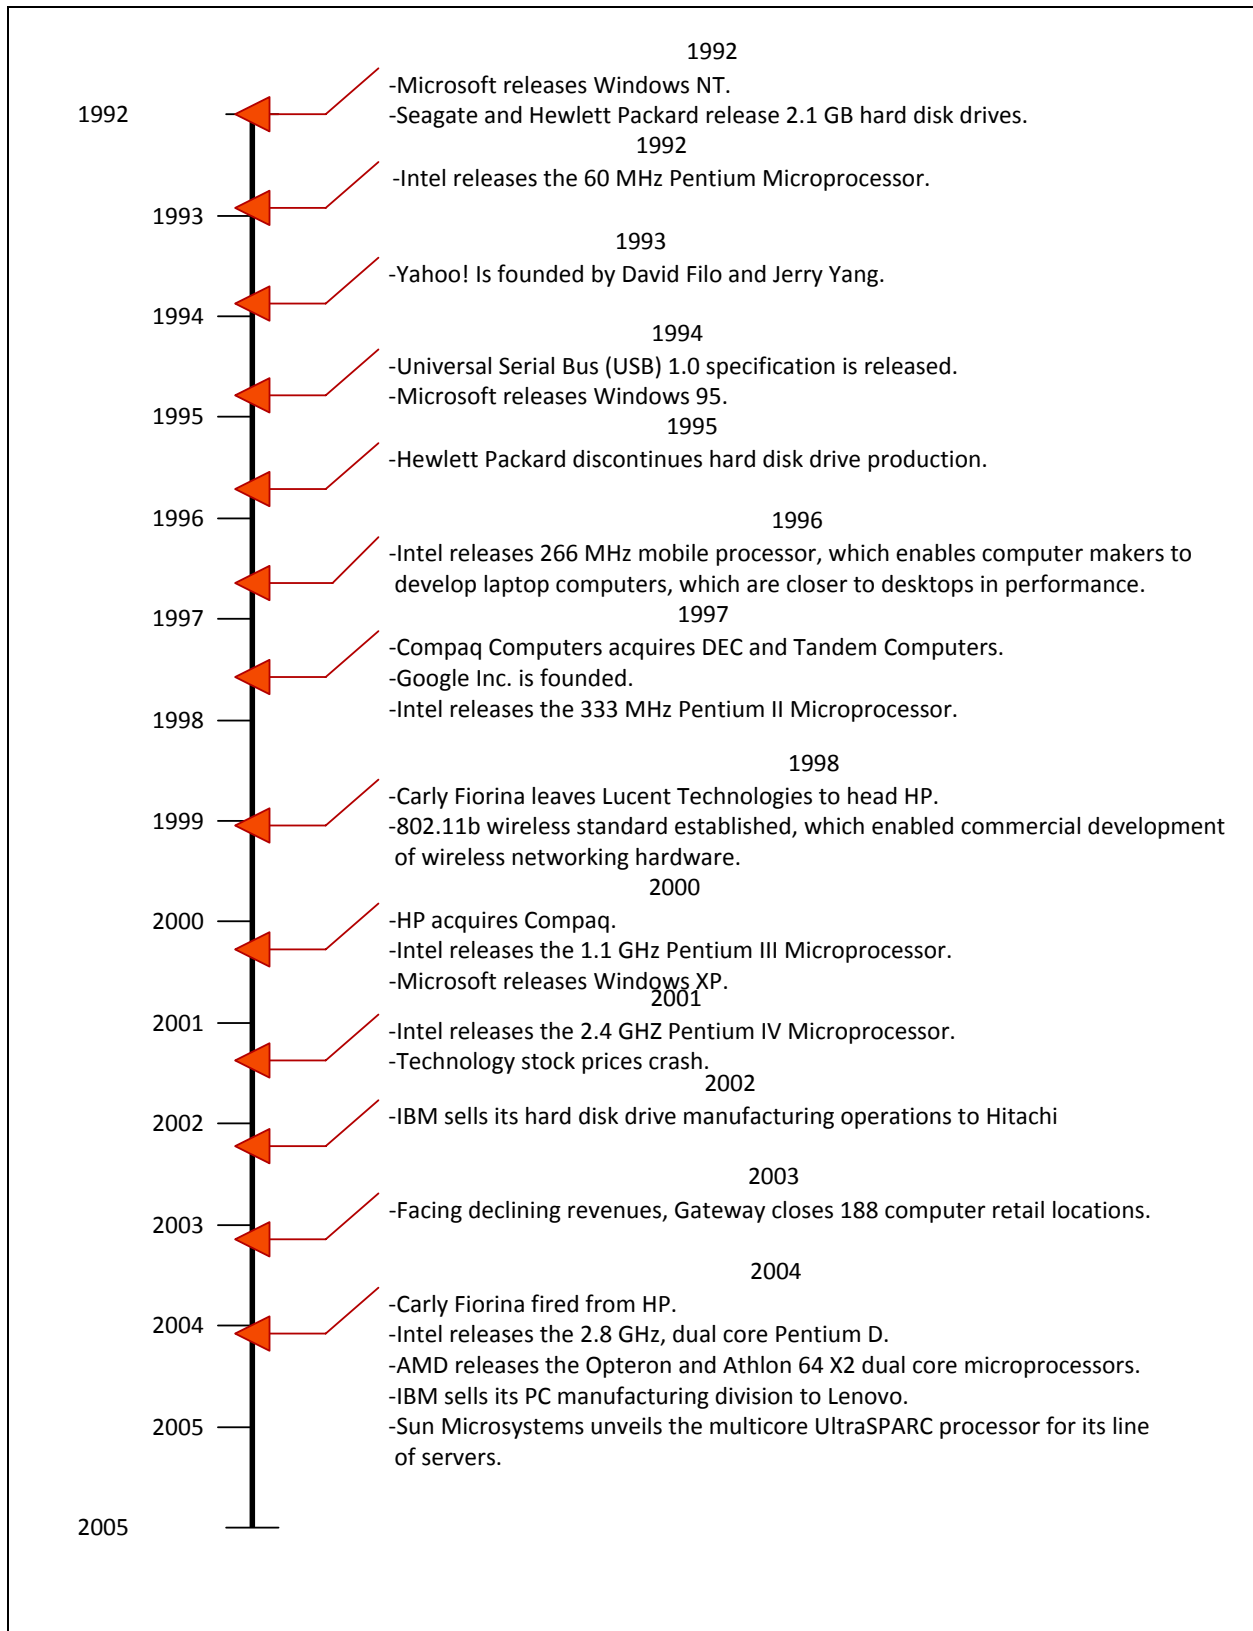 1992
-Microsoft releases Windows NT.
1992
-Seagate and Hewlett Packard release 2.1 GB hard disk drives.
1992
-Intel releases the 60 MHz Pentium Microprocessor.
1993
1993
-Yahoo! Is founded by David Filo and Jerry Yang.
1994
1994
-Universal Serial Bus (USB) 1.0 specification is released.
-Microsoft releases Windows 95.
1995
1995
-Hewlett Packard discontinues hard disk drive production.
1996
1996
-Intel releases 266 MHz mobile processor, which enables computer makers to
develop laptop computers, which are closer to desktops in performance.
1997
1997
-Compaq Computers acquires DEC and Tandem Computers.
-Google Inc. is founded.
-Intel releases the 333 MHz Pentium II Microprocessor.
1998
1998
-Carly Fiorina leaves Lucent Technologies to head HP.
1999
-802.11b wireless standard established, which enabled commercial development
of wireless networking hardware.
2000
2000
-HP acquires Compaq.
-Intel releases the 1.1 GHz Pentium III Microprocessor.
-Microsoft releases Windows XP.
2001
2001
-Intel releases the 2.4 GHZ Pentium IV Microprocessor.
-Technology stock prices crash.
2002
2002
-IBM sells its hard disk drive manufacturing operations to Hitachi
2003
-Facing declining revenues, Gateway closes 188 computer retail locations.
2003
2004
-Carly Fiorina fired from HP.
2004
-Intel releases the 2.8 GHz, dual core Pentium D.
-AMD releases the Opteron and Athlon 64 X2 dual core microprocessors.
-IBM sells its PC manufacturing division to Lenovo.
2005
-Sun Microsystems unveils the multicore UltraSPARC processor for its line
of servers.
2005